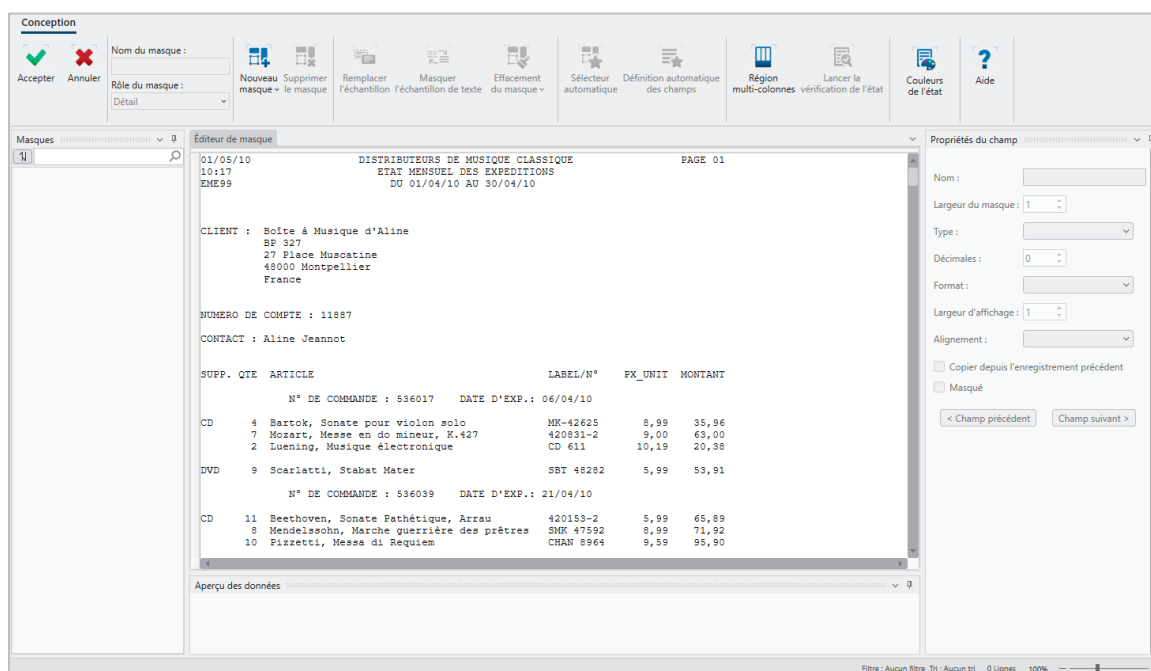 Conception
Accepter
Annuler
Nom du masque :
Rôle du masque :
Détail
Nouveau masque
Supprimer le masque
Remplacer l'échantillon
Masquer l'échantillon de texte
Effacement du masque
Sélecteur automatique
Définition automatique des champs
Région multi-colonnes
Lancer la vérification de l'état
Couleurs de l'état
Aide
Masques
Éditeur de masque
01/05/10 DISTRIBUTEURS DE MUSIQUE CLASSIQUE PAGE 01
10:17 ETAT MENSUEL DES EXPEDITIONS
EME99 DU 01/04/10 AU 30/04/10
CLIENT : Boîte à Musique d'Aline
BP 327
27 Place Muscatine
48000 Montpellier
France
NUMERO DE COMPTE : 11887
CONTACT : Aline Jeannot
SUPP. QTE ARTICLE LABEL/N° PX_UNIT MONTANT
N° DE COMMANDE : 536017 DATE D'EXP.: 06/04/10
CD 4 Bartok, Sonate pour violon solo MK-42625 8,99 35,96
7 Mozart, Messe en do mineur, K.427 420831-2 9,00 63,00
2 Luening, Musique électronique CD 611 10,19 20,38
DVD 9 Scarlatti, Stabat Mater SBT 48282 5,99 53,91
N° DE COMMANDE : 536039 DATE D'EXP.: 21/04/10
CD 11 Beethoven, Sonate Pathétique, Arrau 420153-2 5,99 65,89
8 Mendelssohn, Marche guerrière des prêtres SMK 47592 8,99 71,92
10 Pizzetti, Messa di Requiem CHAN 8964 9,59 95,90
Aperçu des données
Propriétés du champ
Nom :
Largeur du masque : 1
Type :
Décimales : 0
Format :
Largeur d'affichage : 1
Alignement :
Copier depuis l'enregistrement précédent
Masqué
< Champ précédent
Champ suivant >
Filtre : Aucun filtre Tri : Aucun tri 0 Lignes 100%